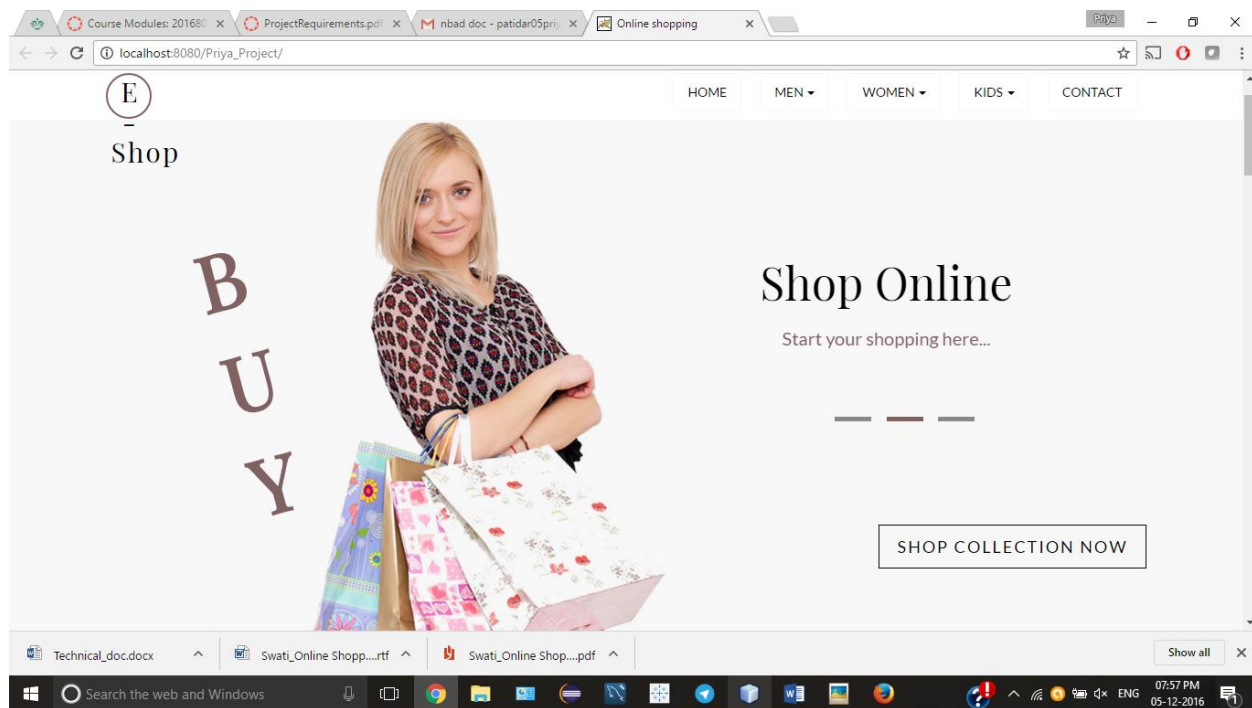 Course Modules: 201680
ProjectRequirements.pdf
nbad doc - patidar05priy
Online shopping
Priya
localhost:8080/Priya_Project/
E
-
Shop
HOME
MEN
WOMEN
KIDS
CONTACT
B
U
Y
Shop Online
Start your shopping here...
SHOP COLLECTION NOW
Technical_doc.docx
Swati_Online Shopp....rtf
Swati_Online Shop....pdf
Show all
Search the web and Windows
ENG
07:57 PM
05-12-2016